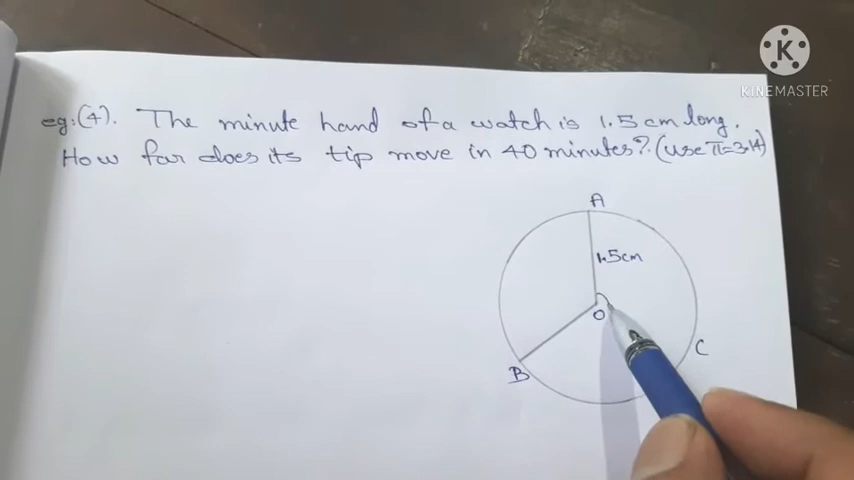 K
KINEMASTER
eg:(4). The minute hand of a watch is 1.5 cm long.
How far does its tip move in 40 minutes? (use π=3.14)
A
1.5cm
O
C
B